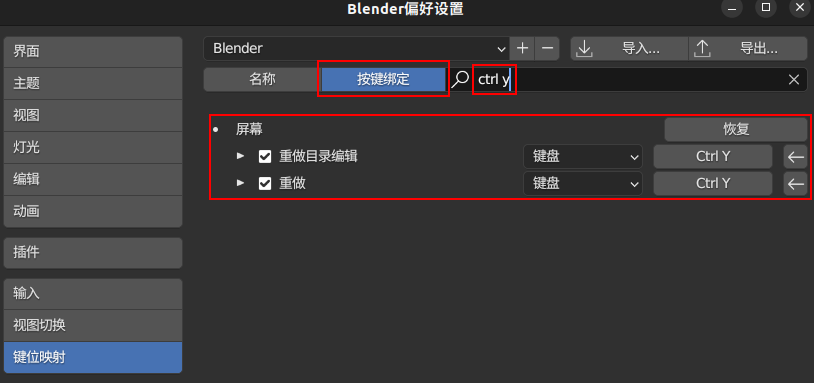 Blender偏好设置
界面
主题
视图
灯光
编辑
动画
插件
输入
视图切换
键位映射
Blender
导入...
导出...
名称
按键绑定
ctrl y
屏幕
恢复
重做目录编辑
键盘
Ctrl Y
重做
键盘
Ctrl Y